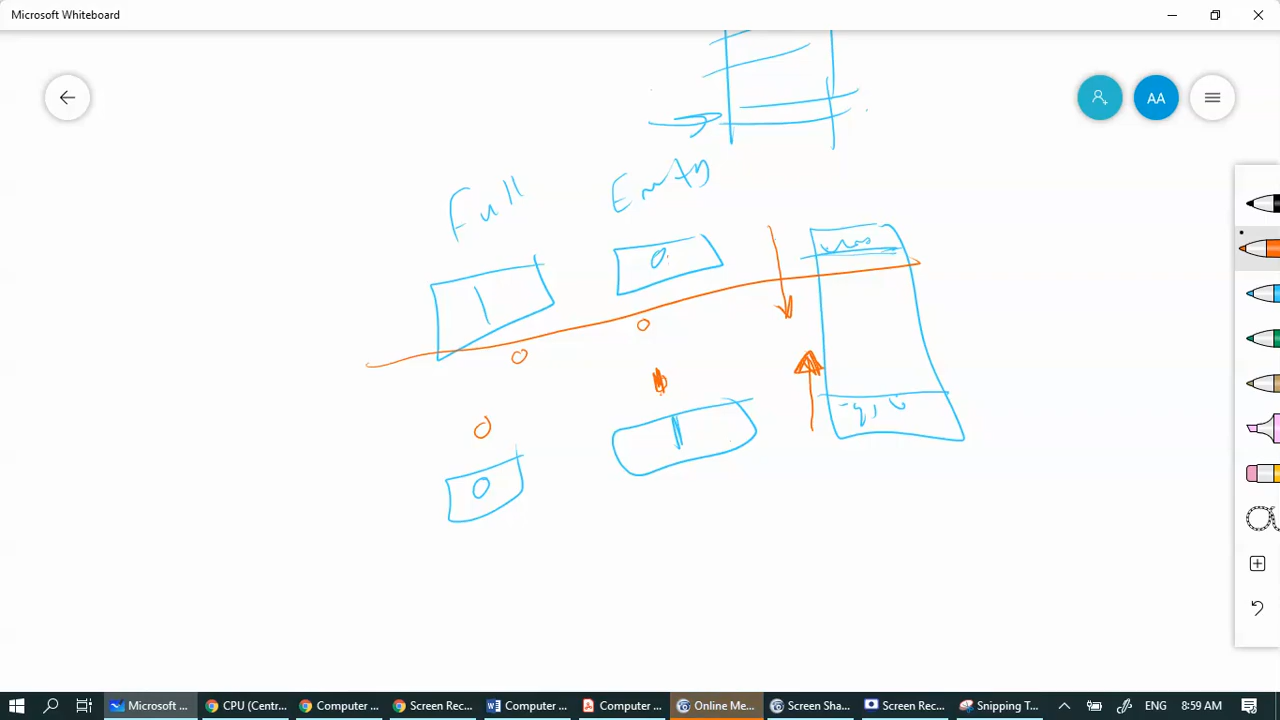 Microsoft Whiteboard
AA
Full
Empty
0
1
0
0
0
0
1
Microsoft ...
CPU (Centr...
Computer ...
Screen Rec...
Computer ...
Computer ...
Online Me...
Screen Sha...
Screen Rec...
Snipping T...
ENG
8:59 AM